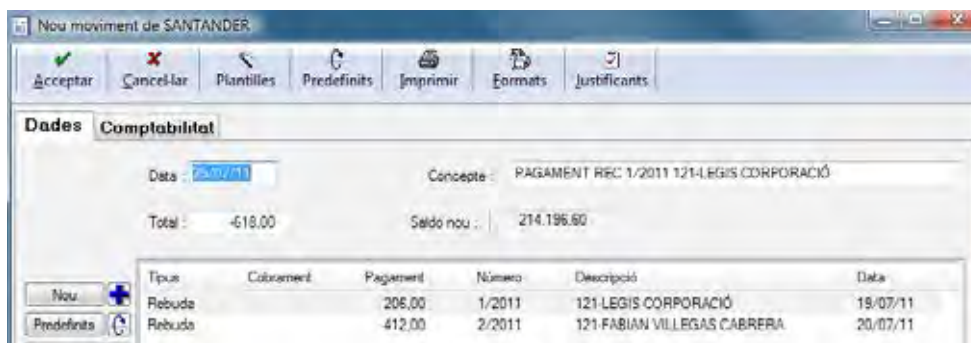 Nou moviment de SANTANDER
Acceptar Cancel·lar Plantilles Predefinits Imprimir Formats Justificants
Dades Comptabilitat
Data : /07/11 Concepte : PAGAMENT REC 1/2011 121-LEGIS CORPORACIÓ
Total : -618,00 Saldo nou : 214.196,60
Tipus Cobrament Pagament Número Descripció Data
Nou
Rebuda 206,00 1/2011 121-LEGIS CORPORACIÓ 19/07/11
Predefinits Rebuda 412,00 2/2011 121-FABIAN VILLEGAS CABRERA 20/07/11